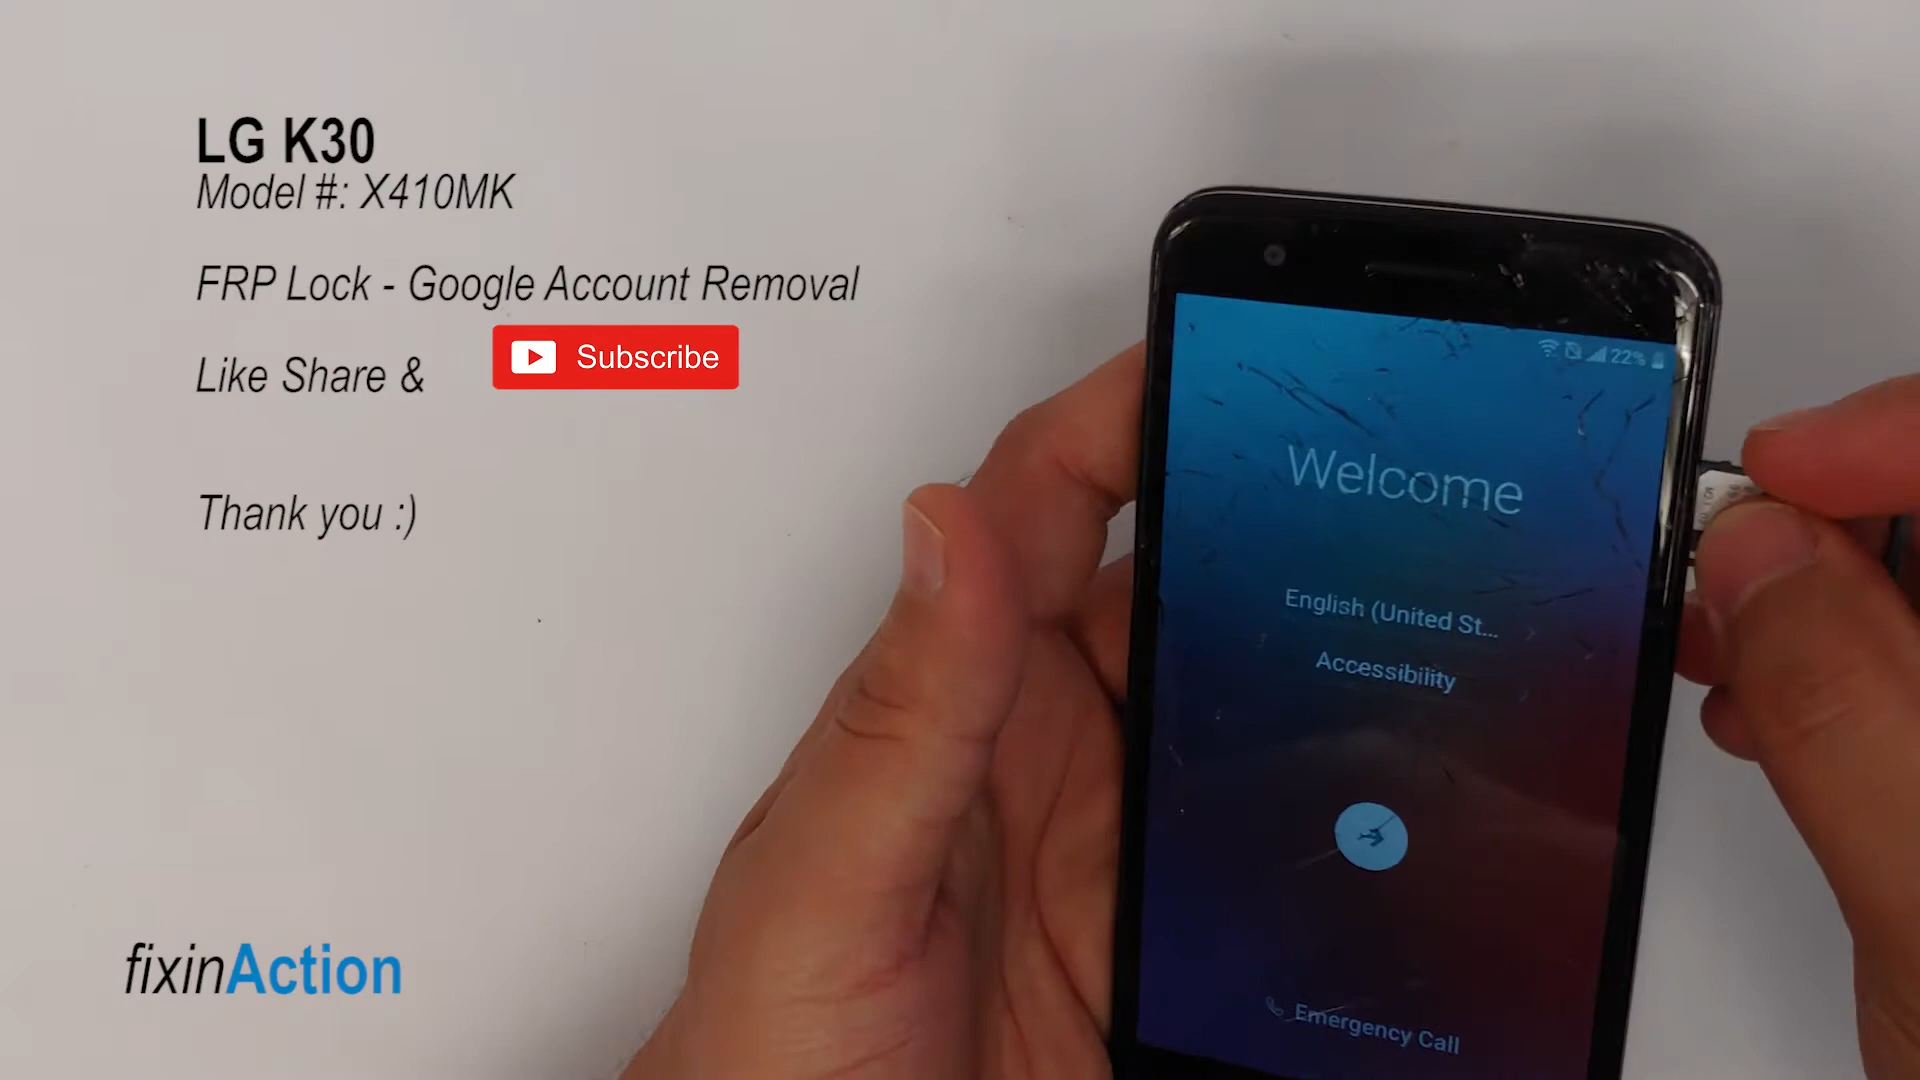 LG K30
Model #: X410MK
FRP Lock - Google Account Removal
Like Share &
Subscribe
Thank you :)
fixinAction
22%
Welcome
English (United St...
Accessibility
Emergency Call